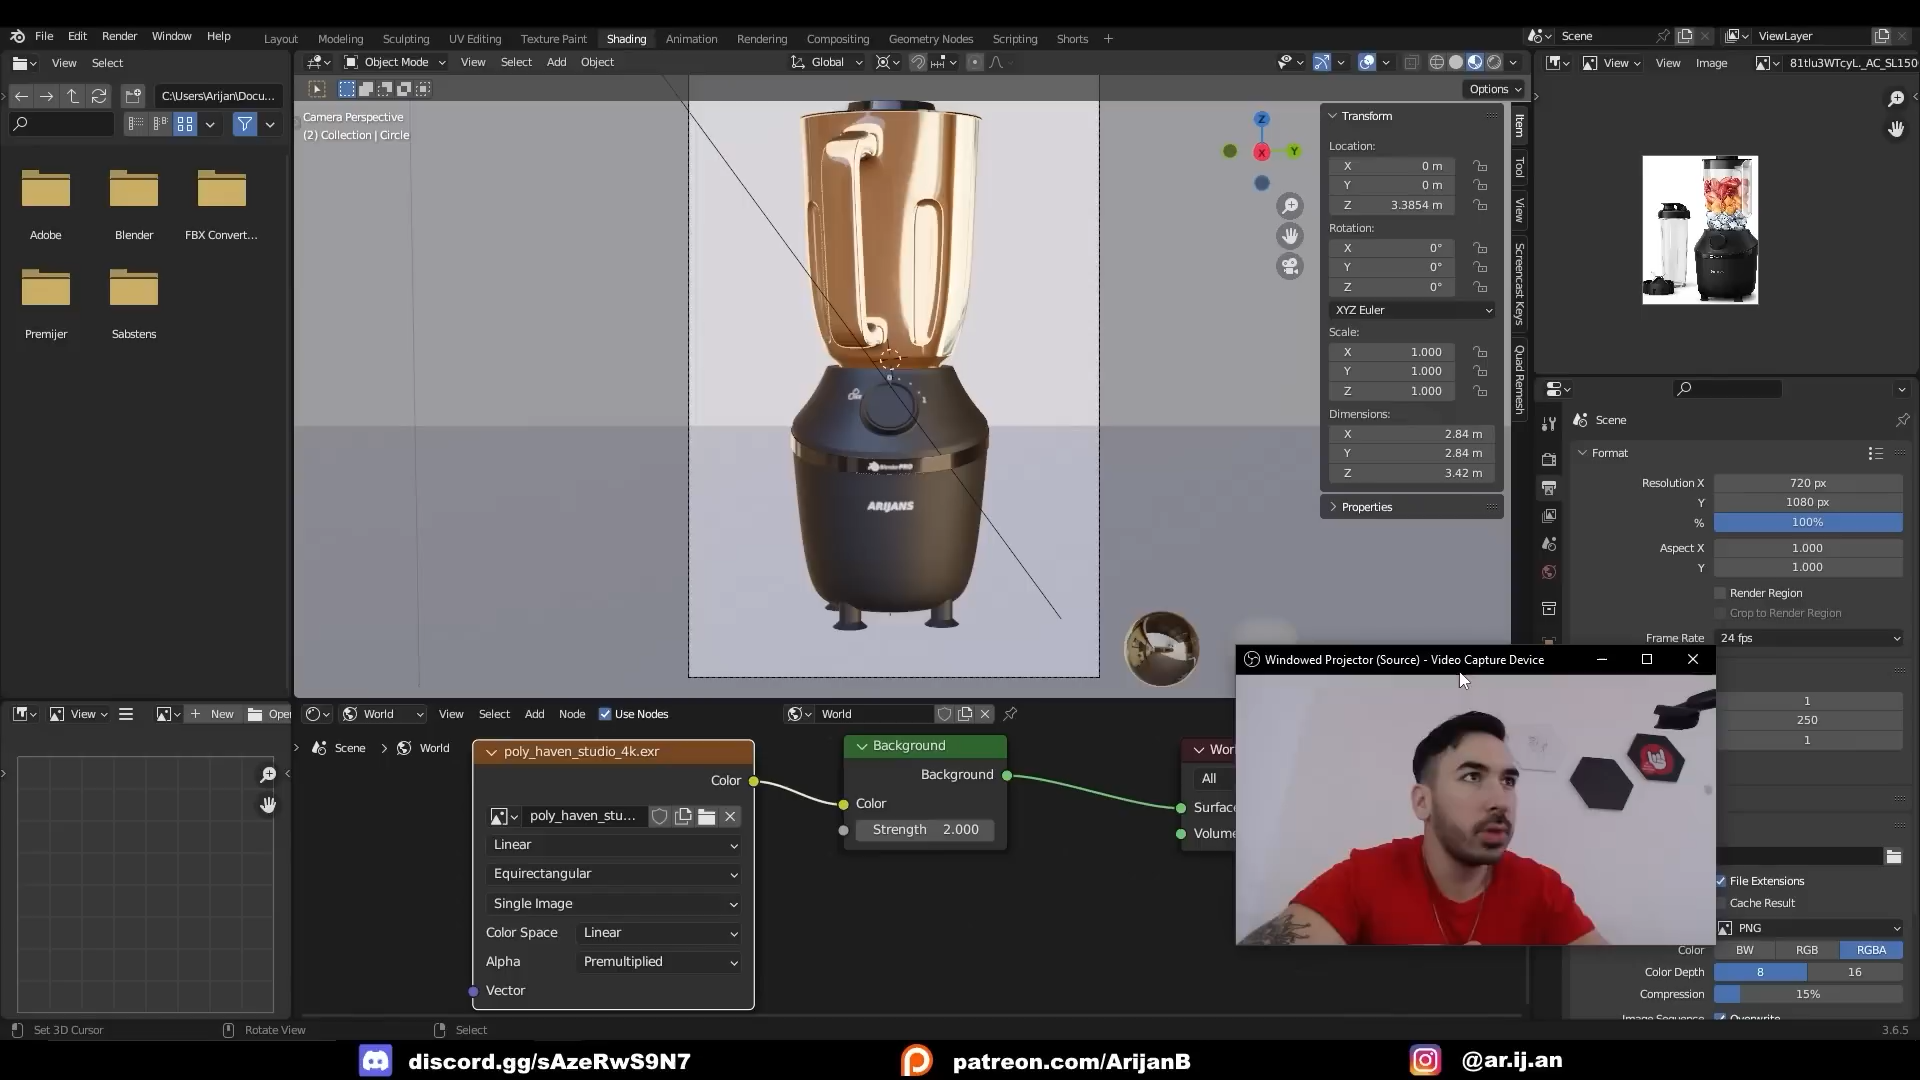 File Edit Render Window Help
Layout Modeling Sculpting UV Editing Texture Paint Shading Animation Rendering Compositing Geometry Nodes Scripting Shorts
Scene ViewLayer
View Select
Object Mode View Select Add Object Global
View View Image 81tlu3WTcyL._AC_SL150
C:\Users\Arijan\Docu...
Options
Camera Perspective
(2) Collection | Circle
Adobe Blender FBX Convert...
Premijer Sabstens
Z
Y
X
Transform
Location:
X 0 m
Y 0 m
Z 3.3854 m
Rotation:
X 0°
Y 0°
Z 0°
XYZ Euler
Scale:
X 1.000
Y 1.000
Z 1.000
Dimensions:
X 2.84 m
Y 2.84 m
Z 3.42 m
Properties
Item
Tool
View
Screencast Keys
Quad Remesh
BlenderPRO
ARIJANS
Scene
Format
Resolution X 720 px
Y 1080 px
% 100%
Aspect X 1.000
Y 1.000
Render Region
Crop to Render Region
Frame Rate 24 fps
1
250
1
File Extensions
Cache Result
PNG
Color BW RGB RGBA
Color Depth 8 16
Compression 15%
Image Sequence Overwrite
Windowed Projector (Source) - Video Capture Device
View New Open
World View Select Add Node Use Nodes World
Scene World
poly_haven_studio_4k.exr
Color
poly_haven_stu...
Linear
Equirectangular
Single Image
Color Space Linear
Alpha Premultiplied
Vector
Background
Background
Color
Strength 2.000
All
Volume
Set 3D Cursor Rotate View Select 3.6.5
discord.gg/sAzeRwS9N7 patreon.com/ArijanB @ar.ij.an